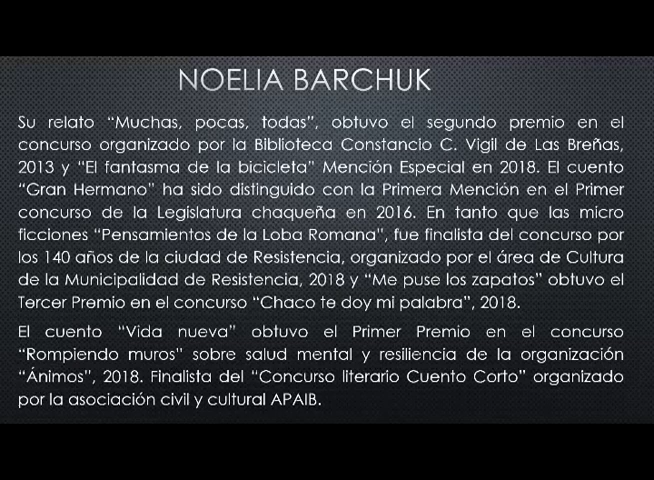 NOELIA BARCHUK
Su relato “Muchas, pocas, todas”, obtuvo el segundo premio en el
concurso organizado por la Biblioteca Constancio C. Vigil de Las Breñas,
2013 y “El fantasma de la bicicleta” Mención Especial en 2018. El cuento
“Gran Hermano” ha sido distinguido con la Primera Mención en el Primer
concurso de la Legislatura chaqueña en 2016. En tanto que las micro
ficciones “Pensamientos de la Loba Romana”, fue finalista del concurso por
los 140 años de la ciudad de Resistencia, organizado por el área de Cultura
de la Municipalidad de Resistencia, 2018 y “Me puse los zapatos” obtuvo el
Tercer Premio en el concurso “Chaco te doy mi palabra”, 2018.
El cuento “Vida nueva” obtuvo el Primer Premio en el concurso
“Rompiendo muros” sobre salud mental y resiliencia de la organización
“Ánimos”, 2018. Finalista del “Concurso literario Cuento Corto” organizado
por la asociación civil y cultural APAIB.